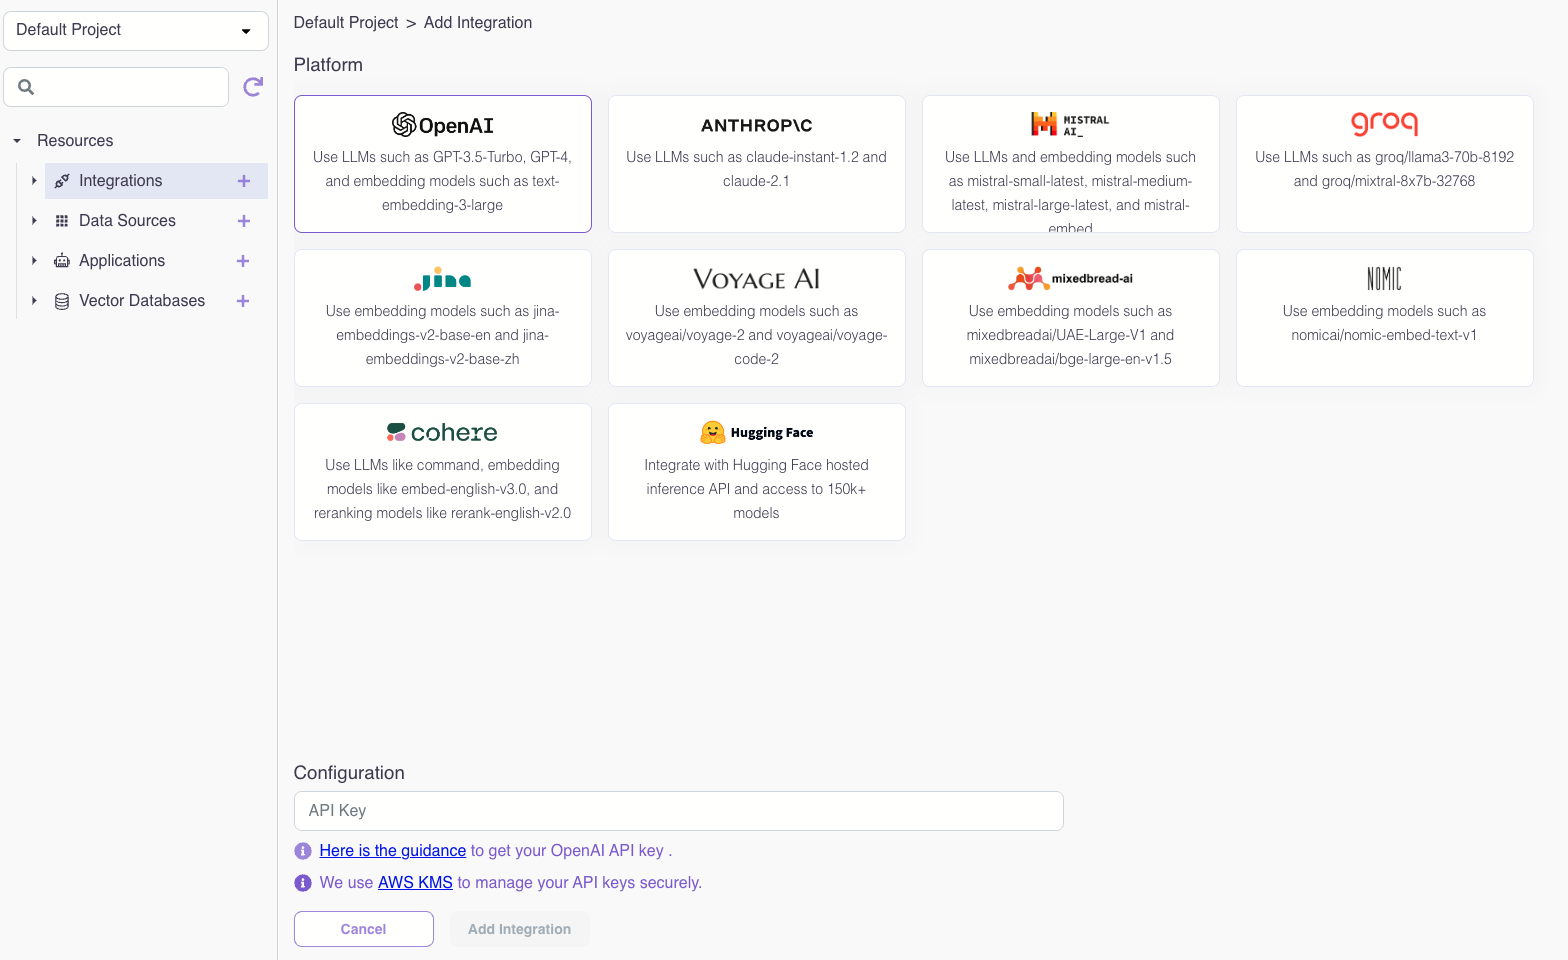 Default Project
Default Project > Add Integration
Platform
Resources
Integrations
Data Sources
Applications
Vector Databases
OpenAI
Use LLMs such as GPT-3.5-Turbo, GPT-4,
and embedding models such as text-
embedding-3-large
ANTHROP\C
Use LLMs such as claude-instant-1.2 and
claude-2.1
MISTRAL
AI_
Use LLMs and embedding models such
as mistral-small-latest, mistral-medium-
latest, mistral-large-latest, and mistral-
embed
groq
Use LLMs such as groq/llama3-70b-8192
and groq/mixtral-8x7b-32768
jina
Use embedding models such as jina-
embeddings-v2-base-en and jina-
embeddings-v2-base-zh
VOYAGE AI
Use embedding models such as
voyageai/voyage-2 and voyageai/voyage-
code-2
mixedbread-ai
Use embedding models such as
mixedbreadai/UAE-Large-V1 and
mixedbreadai/bge-large-en-v1.5
NOMIC
Use embedding models such as
nomicai/nomic-embed-text-v1
cohere
Use LLMs like command, embedding
models like embed-english-v3.0, and
reranking models like rerank-english-v2.0
Hugging Face
Integrate with Hugging Face hosted
inference API and access to 150k+
models
Configuration
API Key
Here is the guidance to get your OpenAI API key .
We use AWS KMS to manage your API keys securely.
Cancel
Add Integration